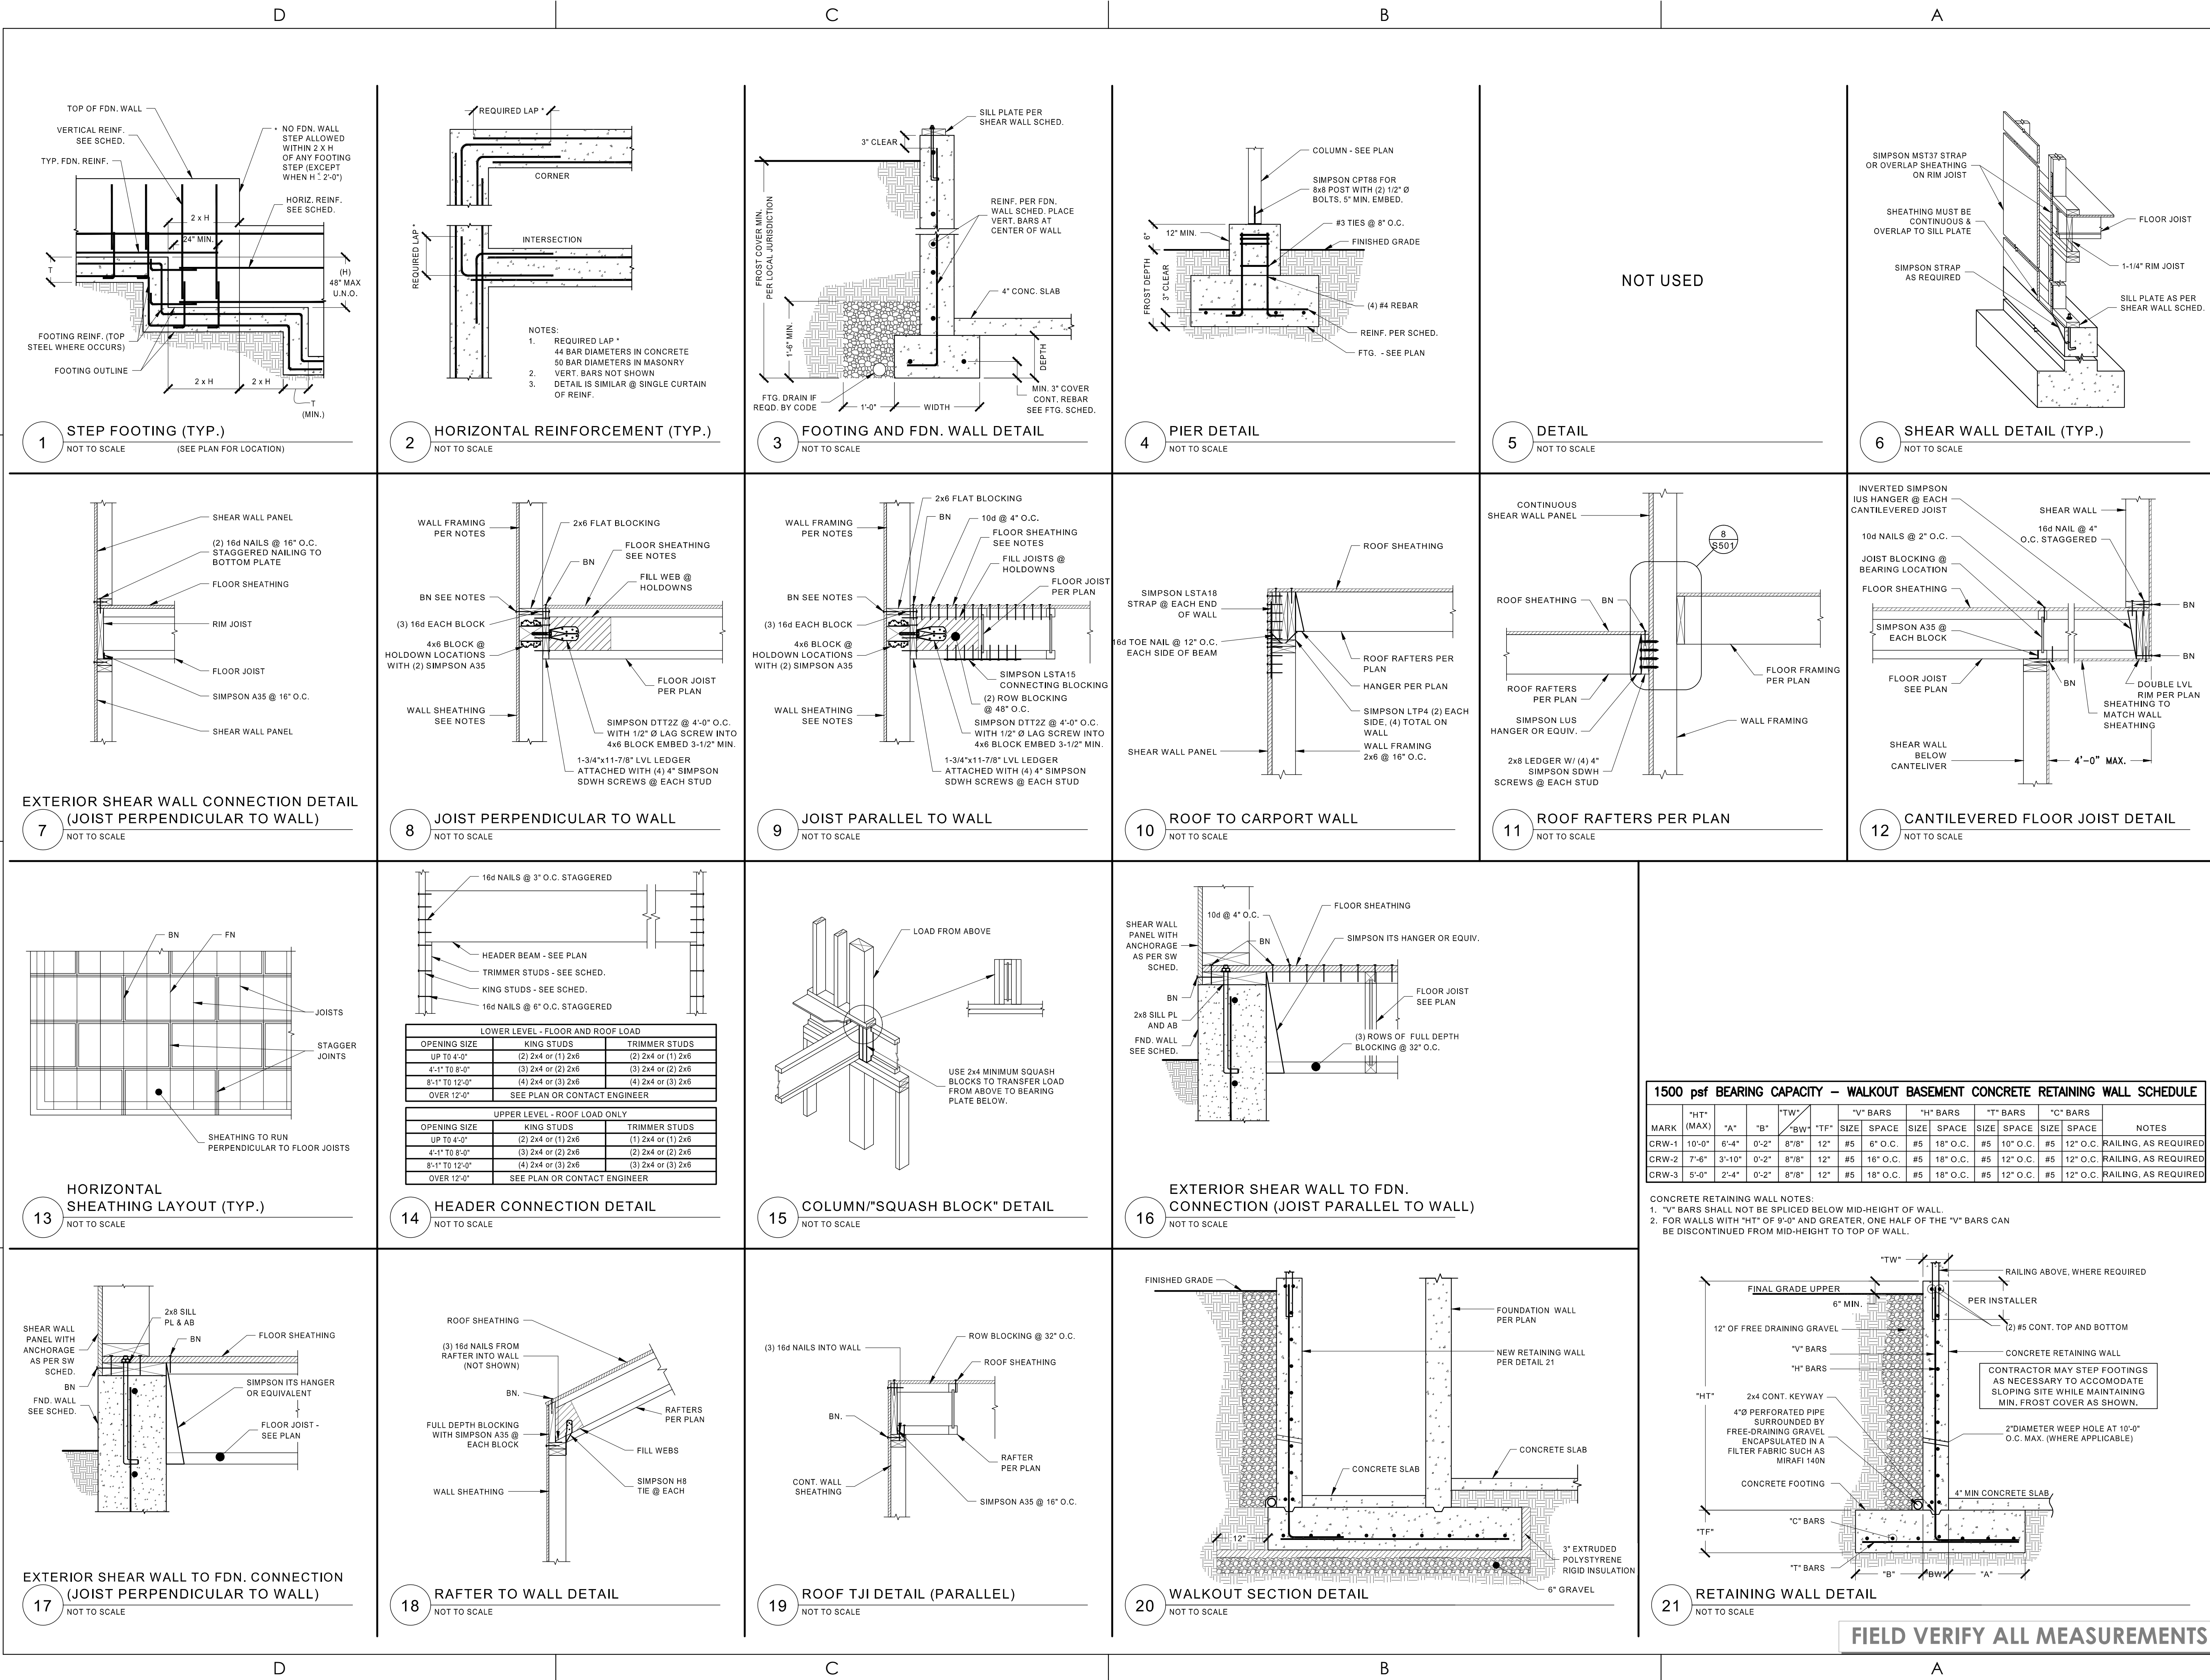 D
C
B
A
TOP OF FDN. WALL
VERTICAL REINF.
SEE SCHED.
TYP. FDN. REINF.
* NO FDN. WALL
STEP ALLOWED
WITHIN 2 X H
OF ANY FOOTING
STEP (EXCEPT
WHEN H 2'-0")
HORIZ. REINF.
SEE SCHED.
2 x H
24" MIN.
T
(H)
48" MAX
U.N.O.
FOOTING REINF. (TOP
STEEL WHERE OCCURS)
FOOTING OUTLINE
2 x H
2 x H
T
(MIN.)
1
STEP FOOTING (TYP.)
NOT TO SCALE
(SEE PLAN FOR LOCATION)
REQUIRED LAP *
CORNER
INTERSECTION
REQUIRED LAP *
NOTES:
1. REQUIRED LAP *
44 BAR DIAMETERS IN CONCRETE
50 BAR DIAMETERS IN MASONRY
2. VERT. BARS NOT SHOWN
3. DETAIL IS SIMILAR @ SINGLE CURTAIN
OF REINF.
2
HORIZONTAL REINFORCEMENT (TYP.)
NOT TO SCALE
SILL PLATE PER
SHEAR WALL SCHED.
3" CLEAR
FROST COVER MIN.
PER LOCAL JURISDICTION
REINF. PER FDN.
WALL SCHED. PLACE
VERT. BARS AT
CENTER OF WALL
4" CONC. SLAB
1'-6" MIN.
DEPTH
FTG. DRAIN IF
REQD. BY CODE
1'-0"
WIDTH
MIN. 3" COVER
CONT. REBAR
SEE FTG. SCHED.
3
FOOTING AND FDN. WALL DETAIL
NOT TO SCALE
COLUMN - SEE PLAN
SIMPSON CPT88 FOR
8x8 POST WITH (2) 1/2" Ø
BOLTS. 5" MIN. EMBED.
#3 TIES @ 8" O.C.
6"
12" MIN.
FINISHED GRADE
FROST DEPTH
3" CLEAR
(4) #4 REBAR
REINF. PER SCHED.
FTG. - SEE PLAN
4
PIER DETAIL
NOT TO SCALE
NOT USED
5
DETAIL
NOT TO SCALE
SIMPSON MST37 STRAP
OR OVERLAP SHEATHING
ON RIM JOIST
SHEATHING MUST BE
CONTINUOUS &
OVERLAP TO SILL PLATE
SIMPSON STRAP
AS REQUIRED
FLOOR JOIST
1-1/4" RIM JOIST
SILL PLATE AS PER
SHEAR WALL SCHED.
6
SHEAR WALL DETAIL (TYP.)
NOT TO SCALE
SHEAR WALL PANEL
(2) 16d NAILS @ 16" O.C.
STAGGERED NAILING TO
BOTTOM PLATE
FLOOR SHEATHING
RIM JOIST
FLOOR JOIST
SIMPSON A35 @ 16" O.C.
SHEAR WALL PANEL
EXTERIOR SHEAR WALL CONNECTION DETAIL
7
(JOIST PERPENDICULAR TO WALL)
NOT TO SCALE
WALL FRAMING
PER NOTES
2x6 FLAT BLOCKING
FLOOR SHEATHING
SEE NOTES
BN
FILL WEB @
HOLDOWNS
BN SEE NOTES
(3) 16d EACH BLOCK
4x6 BLOCK @
HOLDOWN LOCATIONS
WITH (2) SIMPSON A35
FLOOR JOIST
PER PLAN
WALL SHEATHING
SEE NOTES
SIMPSON DTT2Z @ 4'-0" O.C.
WITH 1/2" Ø LAG SCREW INTO
4x6 BLOCK EMBED 3-1/2" MIN.
1-3/4"x11-7/8" LVL LEDGER
ATTACHED WITH (4) 4" SIMPSON
SDWH SCREWS @ EACH STUD
8
JOIST PERPENDICULAR TO WALL
NOT TO SCALE
2x6 FLAT BLOCKING
WALL FRAMING
PER NOTES
BN
10d @ 4" O.C.
FLOOR SHEATHING
SEE NOTES
FILL JOISTS @
HOLDOWNS
FLOOR JOIST
PER PLAN
BN SEE NOTES
(3) 16d EACH BLOCK
4x6 BLOCK @
HOLDOWN LOCATIONS
WITH (2) SIMPSON A35
SIMPSON LSTA15
CONNECTING BLOCKING
(2) ROW BLOCKING
@ 48" O.C.
WALL SHEATHING
SEE NOTES
SIMPSON DTT2Z @ 4'-0" O.C.
WITH 1/2" Ø LAG SCREW INTO
4x6 BLOCK EMBED 3-1/2" MIN.
1-3/4"x11-7/8" LVL LEDGER
ATTACHED WITH (4) 4" SIMPSON
SDWH SCREWS @ EACH STUD
9
JOIST PARALLEL TO WALL
NOT TO SCALE
ROOF SHEATHING
SIMPSON LSTA18
STRAP @ EACH END
OF WALL
16d TOE NAIL @ 12" O.C.
EACH SIDE OF BEAM
ROOF RAFTERS PER
PLAN
HANGER PER PLAN
SIMPSON LTP4 (2) EACH
SIDE, (4) TOTAL ON
WALL
SHEAR WALL PANEL
WALL FRAMING
2x6 @ 16" O.C.
10
ROOF TO CARPORT WALL
NOT TO SCALE
CONTINUOUS
SHEAR WALL PANEL
8
S501
ROOF SHEATHING
BN
FLOOR FRAMING
PER PLAN
ROOF RAFTERS
PER PLAN
SIMPSON LUS
HANGER OR EQUIV.
WALL FRAMING
2x8 LEDGER W/ (4) 4"
SIMPSON SDWH
SCREWS @ EACH STUD
11
ROOF RAFTERS PER PLAN
NOT TO SCALE
INVERTED SIMPSON
IUS HANGER @ EACH
CANTILEVERED JOIST
SHEAR WALL
16d NAIL @ 4"
O.C. STAGGERED
10d NAILS @ 2" O.C.
JOIST BLOCKING @
BEARING LOCATION
FLOOR SHEATHING
BN
SIMPSON A35 @
EACH BLOCK
BN
FLOOR JOIST
SEE PLAN
BN
DOUBLE LVL
RIM PER PLAN
SHEATHING TO
MATCH WALL
SHEATHING
SHEAR WALL
BELOW
CANTELIVER
4'-0" MAX.
12
CANTILEVERED FLOOR JOIST DETAIL
NOT TO SCALE
BN
FN
JOISTS
STAGGER
JOINTS
SHEATHING TO RUN
PERPENDICULAR TO FLOOR JOISTS
HORIZONTAL
13
SHEATHING LAYOUT (TYP.)
NOT TO SCALE
16d NAILS @ 3" O.C. STAGGERED
HEADER BEAM - SEE PLAN
TRIMMER STUDS - SEE SCHED.
KING STUDS - SEE SCHED.
16d NAILS @ 6" O.C. STAGGERED
LOWER LEVEL - FLOOR AND ROOF LOAD
OPENING SIZE KING STUDS TRIMMER STUDS
UP T0 4'-0" (2) 2x4 or (1) 2x6 (2) 2x4 or (1) 2x6
4'-1" T0 8'-0" (3) 2x4 or (2) 2x6 (3) 2x4 or (2) 2x6
8'-1" T0 12'-0" (4) 2x4 or (3) 2x6 (4) 2x4 or (3) 2x6
OVER 12'-0" SEE PLAN OR CONTACT ENGINEER
UPPER LEVEL - ROOF LOAD ONLY
OPENING SIZE KING STUDS TRIMMER STUDS
UP T0 4'-0" (2) 2x4 or (1) 2x6 (1) 2x4 or (1) 2x6
4'-1" T0 8'-0" (3) 2x4 or (2) 2x6 (2) 2x4 or (2) 2x6
8'-1" T0 12'-0" (4) 2x4 or (3) 2x6 (3) 2x4 or (3) 2x6
OVER 12'-0" SEE PLAN OR CONTACT ENGINEER
14
HEADER CONNECTION DETAIL
NOT TO SCALE
LOAD FROM ABOVE
USE 2x4 MINIMUM SQUASH
BLOCKS TO TRANSFER LOAD
FROM ABOVE TO BEARING
PLATE BELOW.
15
COLUMN/"SQUASH BLOCK" DETAIL
NOT TO SCALE
10d @ 4" O.C.
FLOOR SHEATHING
SHEAR WALL
PANEL WITH
ANCHORAGE
AS PER SW
SCHED.
BN
SIMPSON ITS HANGER OR EQUIV.
BN
FLOOR JOIST
SEE PLAN
2x8 SILL PL
AND AB
FND. WALL
SEE SCHED.
(3) ROWS OF FULL DEPTH
BLOCKING @ 32" O.C.
EXTERIOR SHEAR WALL TO FDN.
16
CONNECTION (JOIST PARALLEL TO WALL)
NOT TO SCALE
1500 psf BEARING CAPACITY – WALKOUT BASEMENT CONCRETE RETAINING WALL SCHEDULE
MARK "HT" (MAX) "A" "B" "TW" "BW" "TF" "V" BARS "H" BARS "T" BARS "C" BARS NOTES
SIZE SPACE SIZE SPACE SIZE SPACE SIZE SPACE
CRW-1 10'-0" 6'-4" 0'-2" 8"/8" 12" #5 6" O.C. #5 18" O.C. #5 10" O.C. #5 12" O.C. RAILING, AS REQUIRED
CRW-2 7'-6" 3'-10" 0'-2" 8"/8" 12" #5 16" O.C. #5 18" O.C. #5 12" O.C. #5 12" O.C. RAILING, AS REQUIRED
CRW-3 5'-0" 2'-4" 0'-2" 8"/8" 12" #5 18" O.C. #5 18" O.C. #5 12" O.C. #5 12" O.C. RAILING, AS REQUIRED
CONCRETE RETAINING WALL NOTES:
1. "V" BARS SHALL NOT BE SPLICED BELOW MID-HEIGHT OF WALL.
2. FOR WALLS WITH "HT" OF 9'-0" AND GREATER, ONE HALF OF THE "V" BARS CAN
BE DISCONTINUED FROM MID-HEIGHT TO TOP OF WALL.
2x8 SILL
PL & AB
SHEAR WALL
PANEL WITH
ANCHORAGE
AS PER SW
SCHED.
BN
FLOOR SHEATHING
BN
SIMPSON ITS HANGER
OR EQUIVALENT
FND. WALL
SEE SCHED.
FLOOR JOIST -
SEE PLAN
EXTERIOR SHEAR WALL TO FDN. CONNECTION
17
(JOIST PERPENDICULAR TO WALL)
NOT TO SCALE
ROOF SHEATHING
(3) 16d NAILS FROM
RAFTER INTO WALL
(NOT SHOWN)
BN.
FULL DEPTH BLOCKING
WITH SIMPSON A35 @
EACH BLOCK
RAFTERS
PER PLAN
FILL WEBS
SIMPSON H8
TIE @ EACH
WALL SHEATHING
18
RAFTER TO WALL DETAIL
NOT TO SCALE
(3) 16d NAILS INTO WALL
ROW BLOCKING @ 32" O.C.
ROOF SHEATHING
BN.
RAFTER
PER PLAN
CONT. WALL
SHEATHING
SIMPSON A35 @ 16" O.C.
19
ROOF TJI DETAIL (PARALLEL)
NOT TO SCALE
FINISHED GRADE
FOUNDATION WALL
PER PLAN
NEW RETAINING WALL
PER DETAIL 21
CONCRETE SLAB
CONCRETE SLAB
12"
3" EXTRUDED
POLYSTYRENE
RIGID INSULATION
6" GRAVEL
20
WALKOUT SECTION DETAIL
NOT TO SCALE
"TW"
RAILING ABOVE, WHERE REQUIRED
FINAL GRADE UPPER
6" MIN.
PER INSTALLER
12" OF FREE DRAINING GRAVEL
(2) #5 CONT. TOP AND BOTTOM
"V" BARS
CONCRETE RETAINING WALL
"H" BARS
CONTRACTOR MAY STEP FOOTINGS
AS NECESSARY TO ACCOMODATE
SLOPING SITE WHILE MAINTAINING
MIN. FROST COVER AS SHOWN.
"HT"
2x4 CONT. KEYWAY
4"Ø PERFORATED PIPE
SURROUNDED BY
FREE-DRAINING GRAVEL
ENCAPSULATED IN A
FILTER FABRIC SUCH AS
MIRAFI 140N
2"DIAMETER WEEP HOLE AT 10'-0"
O.C. MAX. (WHERE APPLICABLE)
CONCRETE FOOTING
4" MIN CONCRETE SLAB
"C" BARS
"TF"
"T" BARS
"B"
"BW"
"A"
21
RETAINING WALL DETAIL
NOT TO SCALE
FIELD VERIFY ALL MEASUREMENTS
D
C
B
A